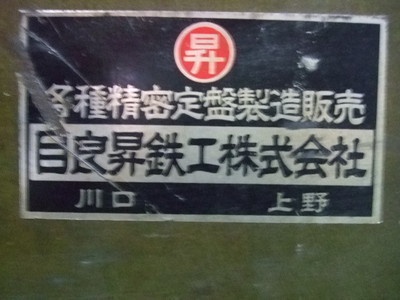 昇
各種精密定盤製造販売
自良昇鉄工株式会社
川口 上野